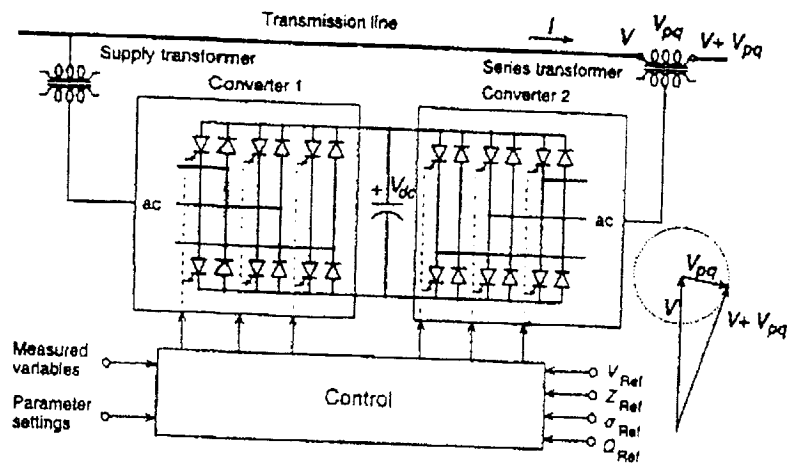 Transmission line
I
V
Vpq
V+ Vpq
Supply transformer
Series transformer
Converter 1
Converter 2
ac
+ Vdc
ac
Vpq
V
V+ Vpq
Measured
variables
Parameter
settings
Control
VRef
ZRef
σRef
QRef